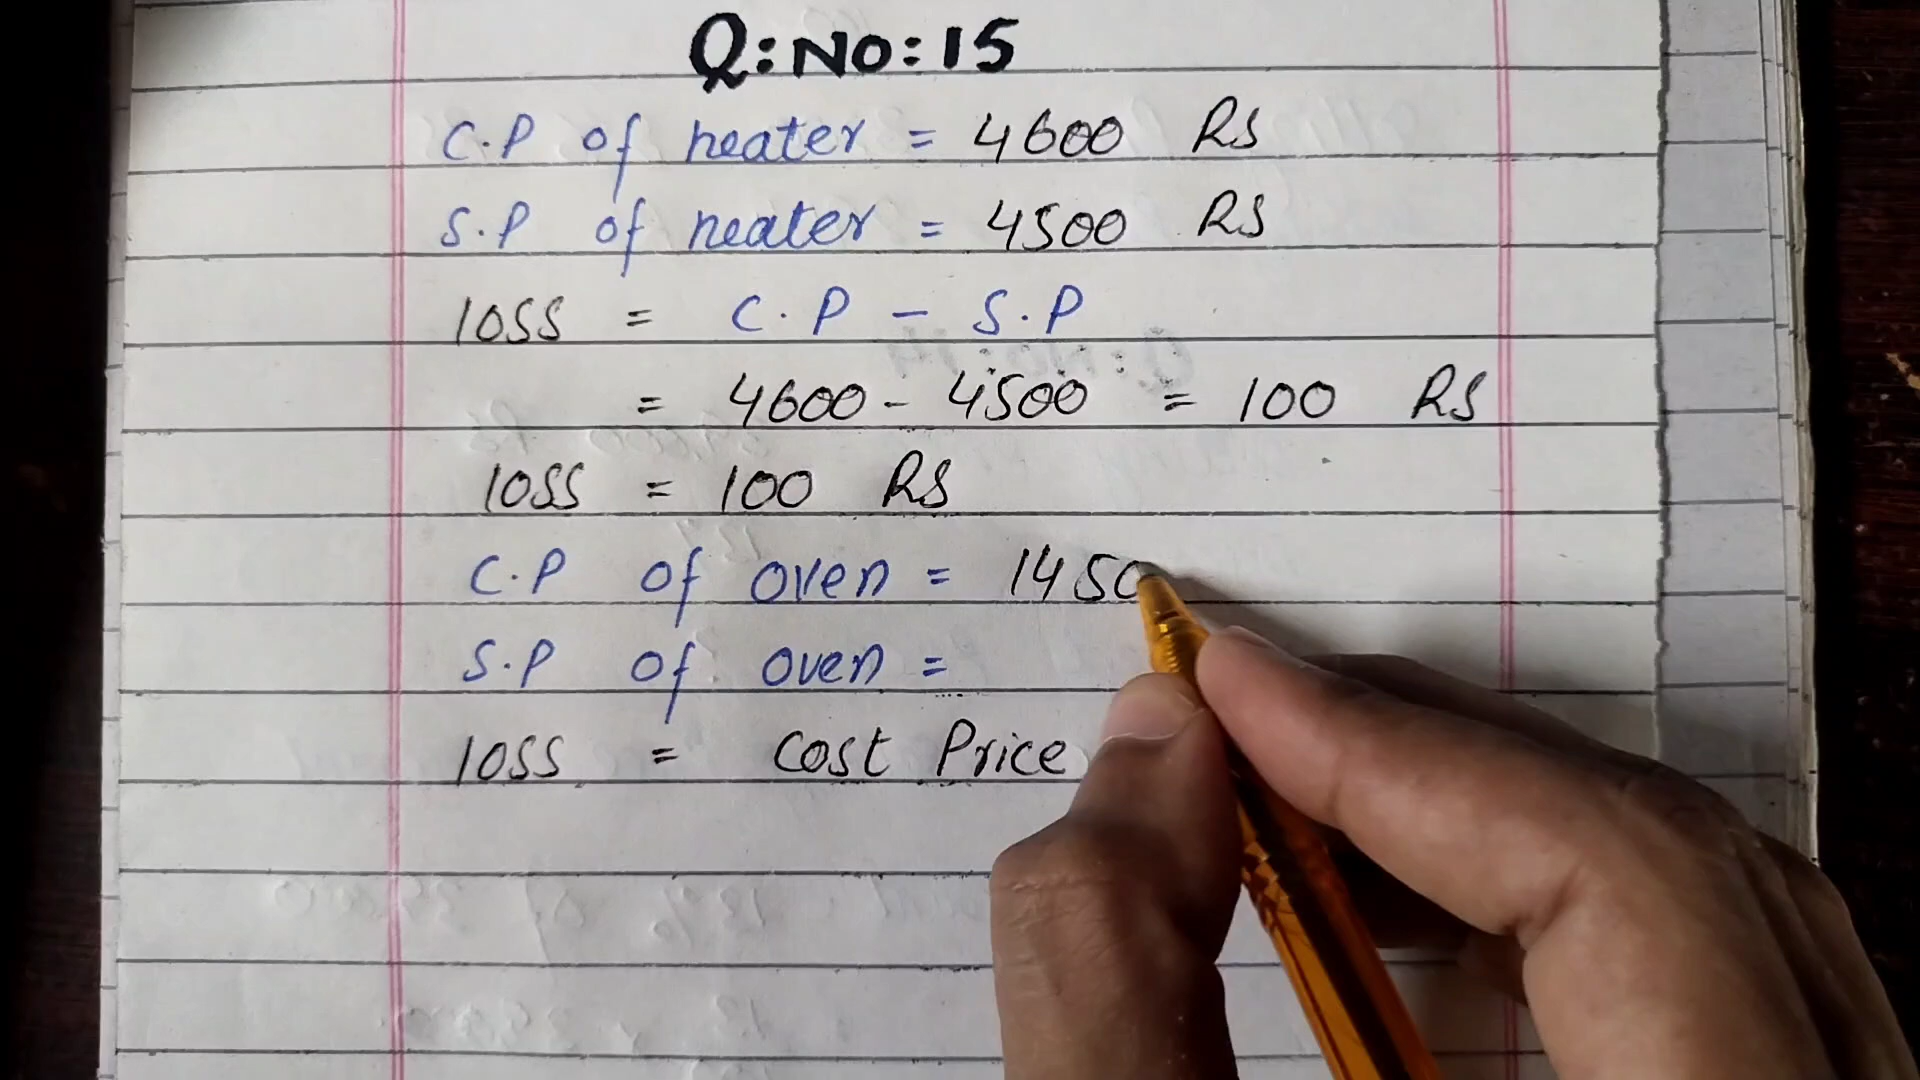 Q:No:15
C.P of heater = 4600 RS
S.P of heater = 4500 RS
loss = C.P - S.P
= 4600 - 4500 = 100 RS
loss = 100 RS
C.P of oven = 1450
S.P of oven =
loss = Cost Price